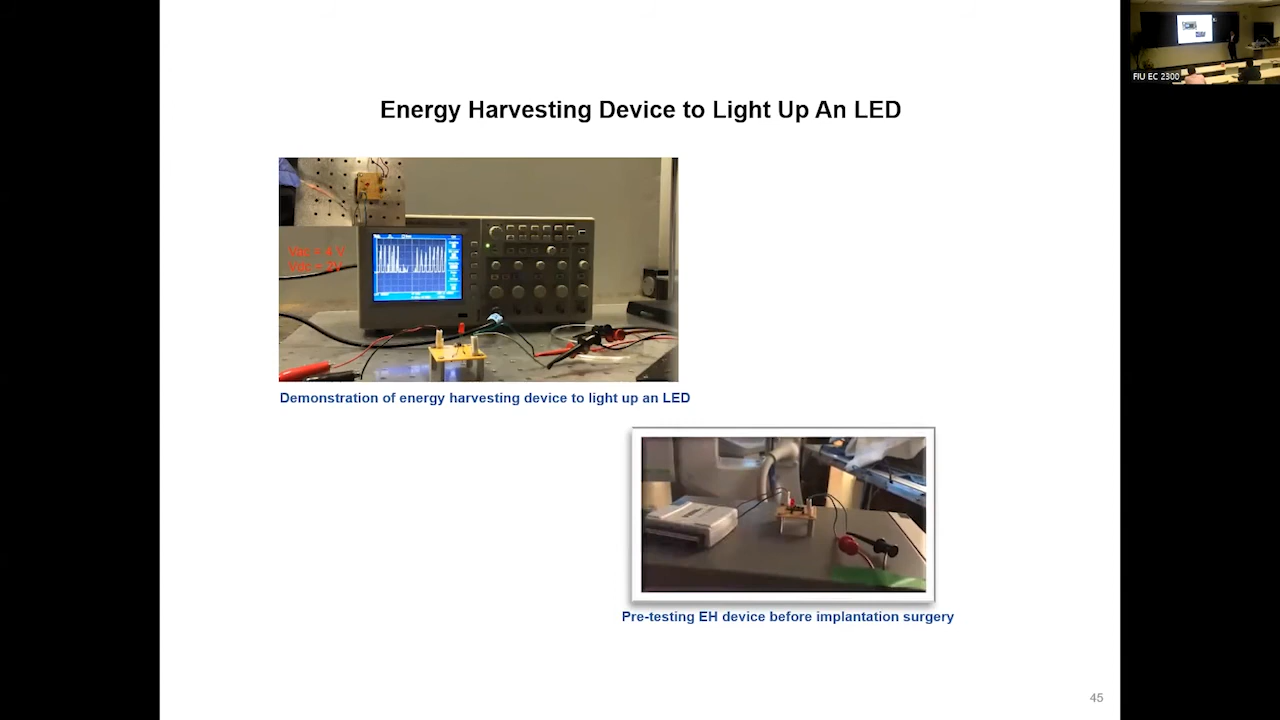 FIU EC 2300
Energy Harvesting Device to Light Up An LED
Demonstration of energy harvesting device to light up an LED
Pre-testing EH device before implantation surgery
45